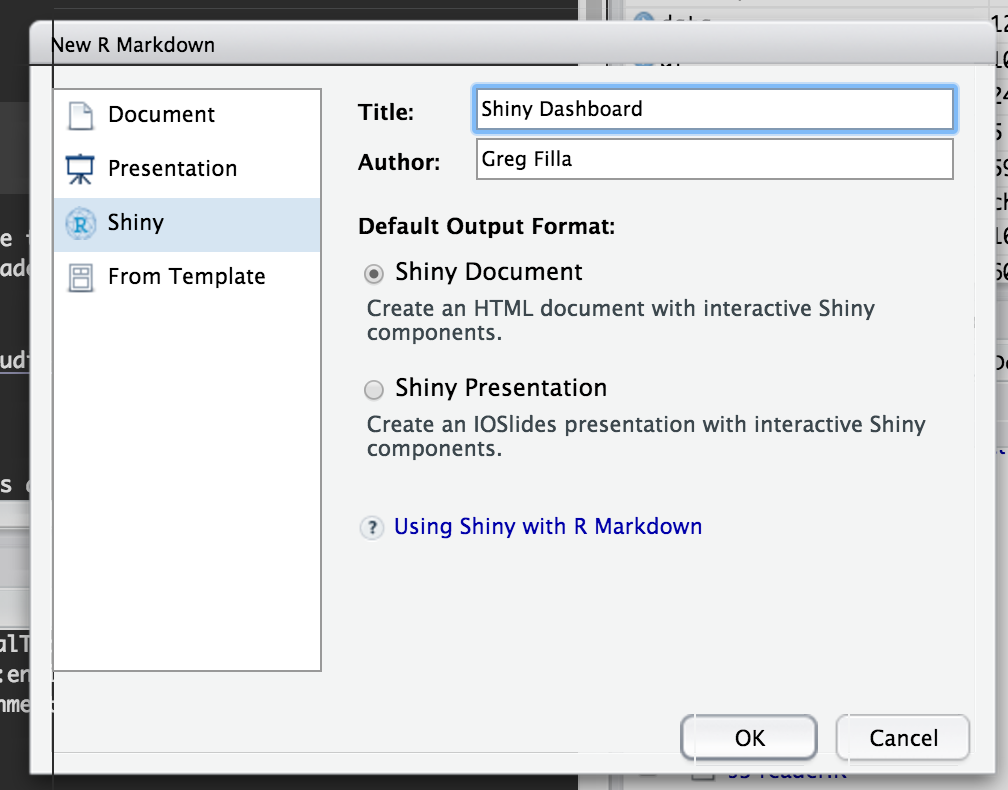 New R Markdown
Document
Presentation
Shiny
From Template
Title:
Shiny Dashboard
Author:
Greg Filla
Default Output Format:
Shiny Document
Create an HTML document with interactive Shiny
components.
Shiny Presentation
Create an IOSlides presentation with interactive Shiny
components.
? Using Shiny with R Markdown
OK
Cancel